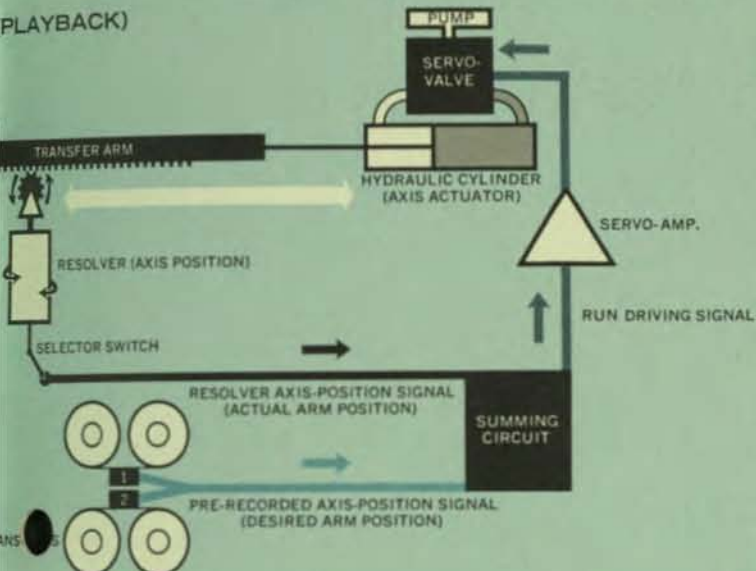 PLAYBACK)
PUMP
SERVO-
VALVE
TRANSFER ARM
HYDRAULIC CYLINDER
(AXIS ACTUATOR)
SERVO-AMP.
RESOLVER (AXIS POSITION)
RUN DRIVING SIGNAL
SELECTOR SWITCH
RESOLVER AXIS-POSITION SIGNAL
(ACTUAL ARM POSITION)
SUMMING
CIRCUIT
1
2
PRE-RECORDED AXIS-POSITION SIGNAL
(DESIRED ARM POSITION)